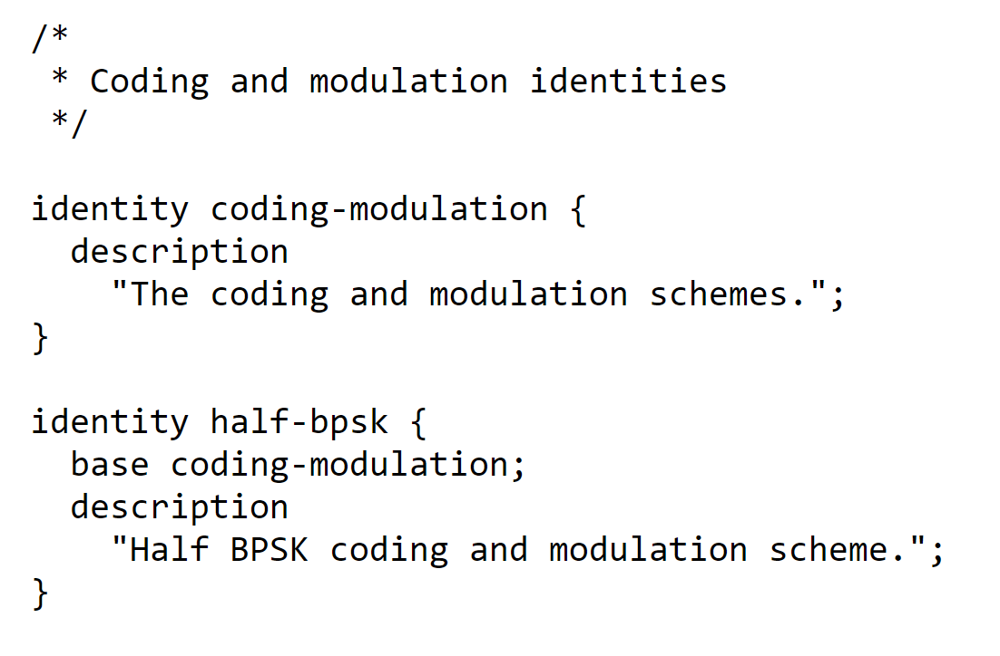 /*
 * Coding and modulation identities
 */

identity coding-modulation {
  description
    "The coding and modulation schemes.";
}

identity half-bpsk {
  base coding-modulation;
  description
    "Half BPSK coding and modulation scheme.";
}